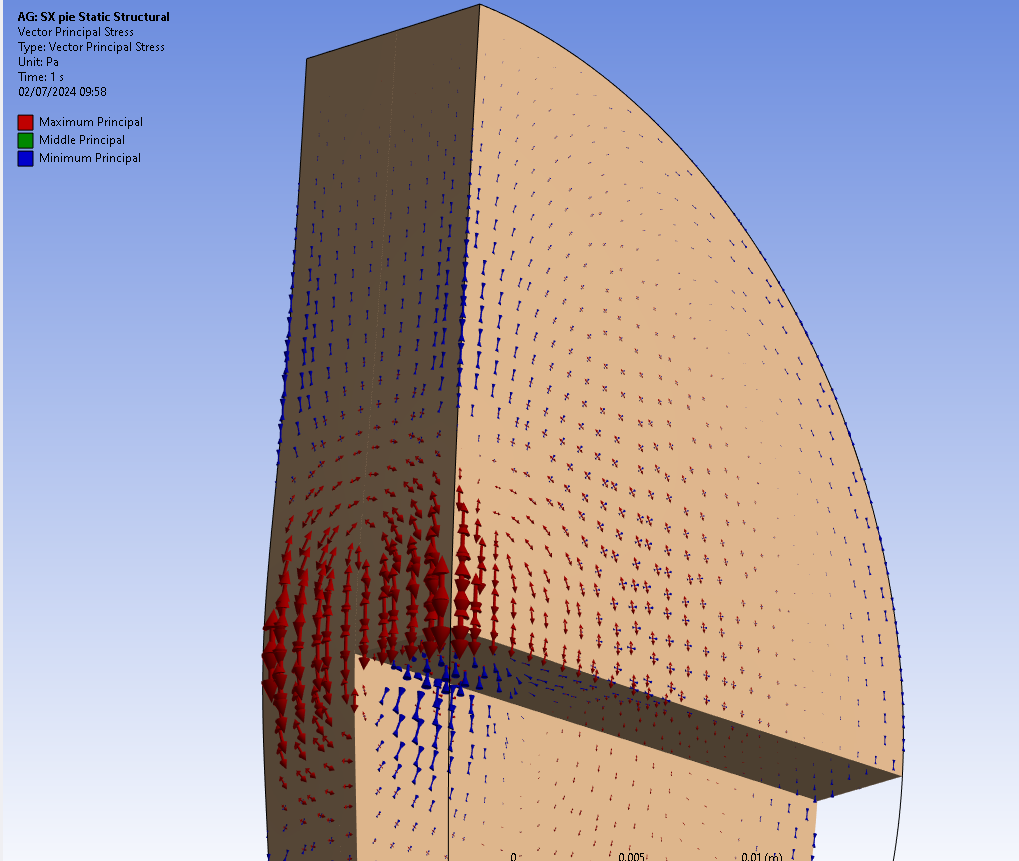 AG: SX pie Static Structural
Vector Principal Stress
Type: Vector Principal Stress
Unit: Pa
Time: 1 s
02/07/2024 09:58
Maximum Principal
Middle Principal
Minimum Principal
0 0.005 0.01